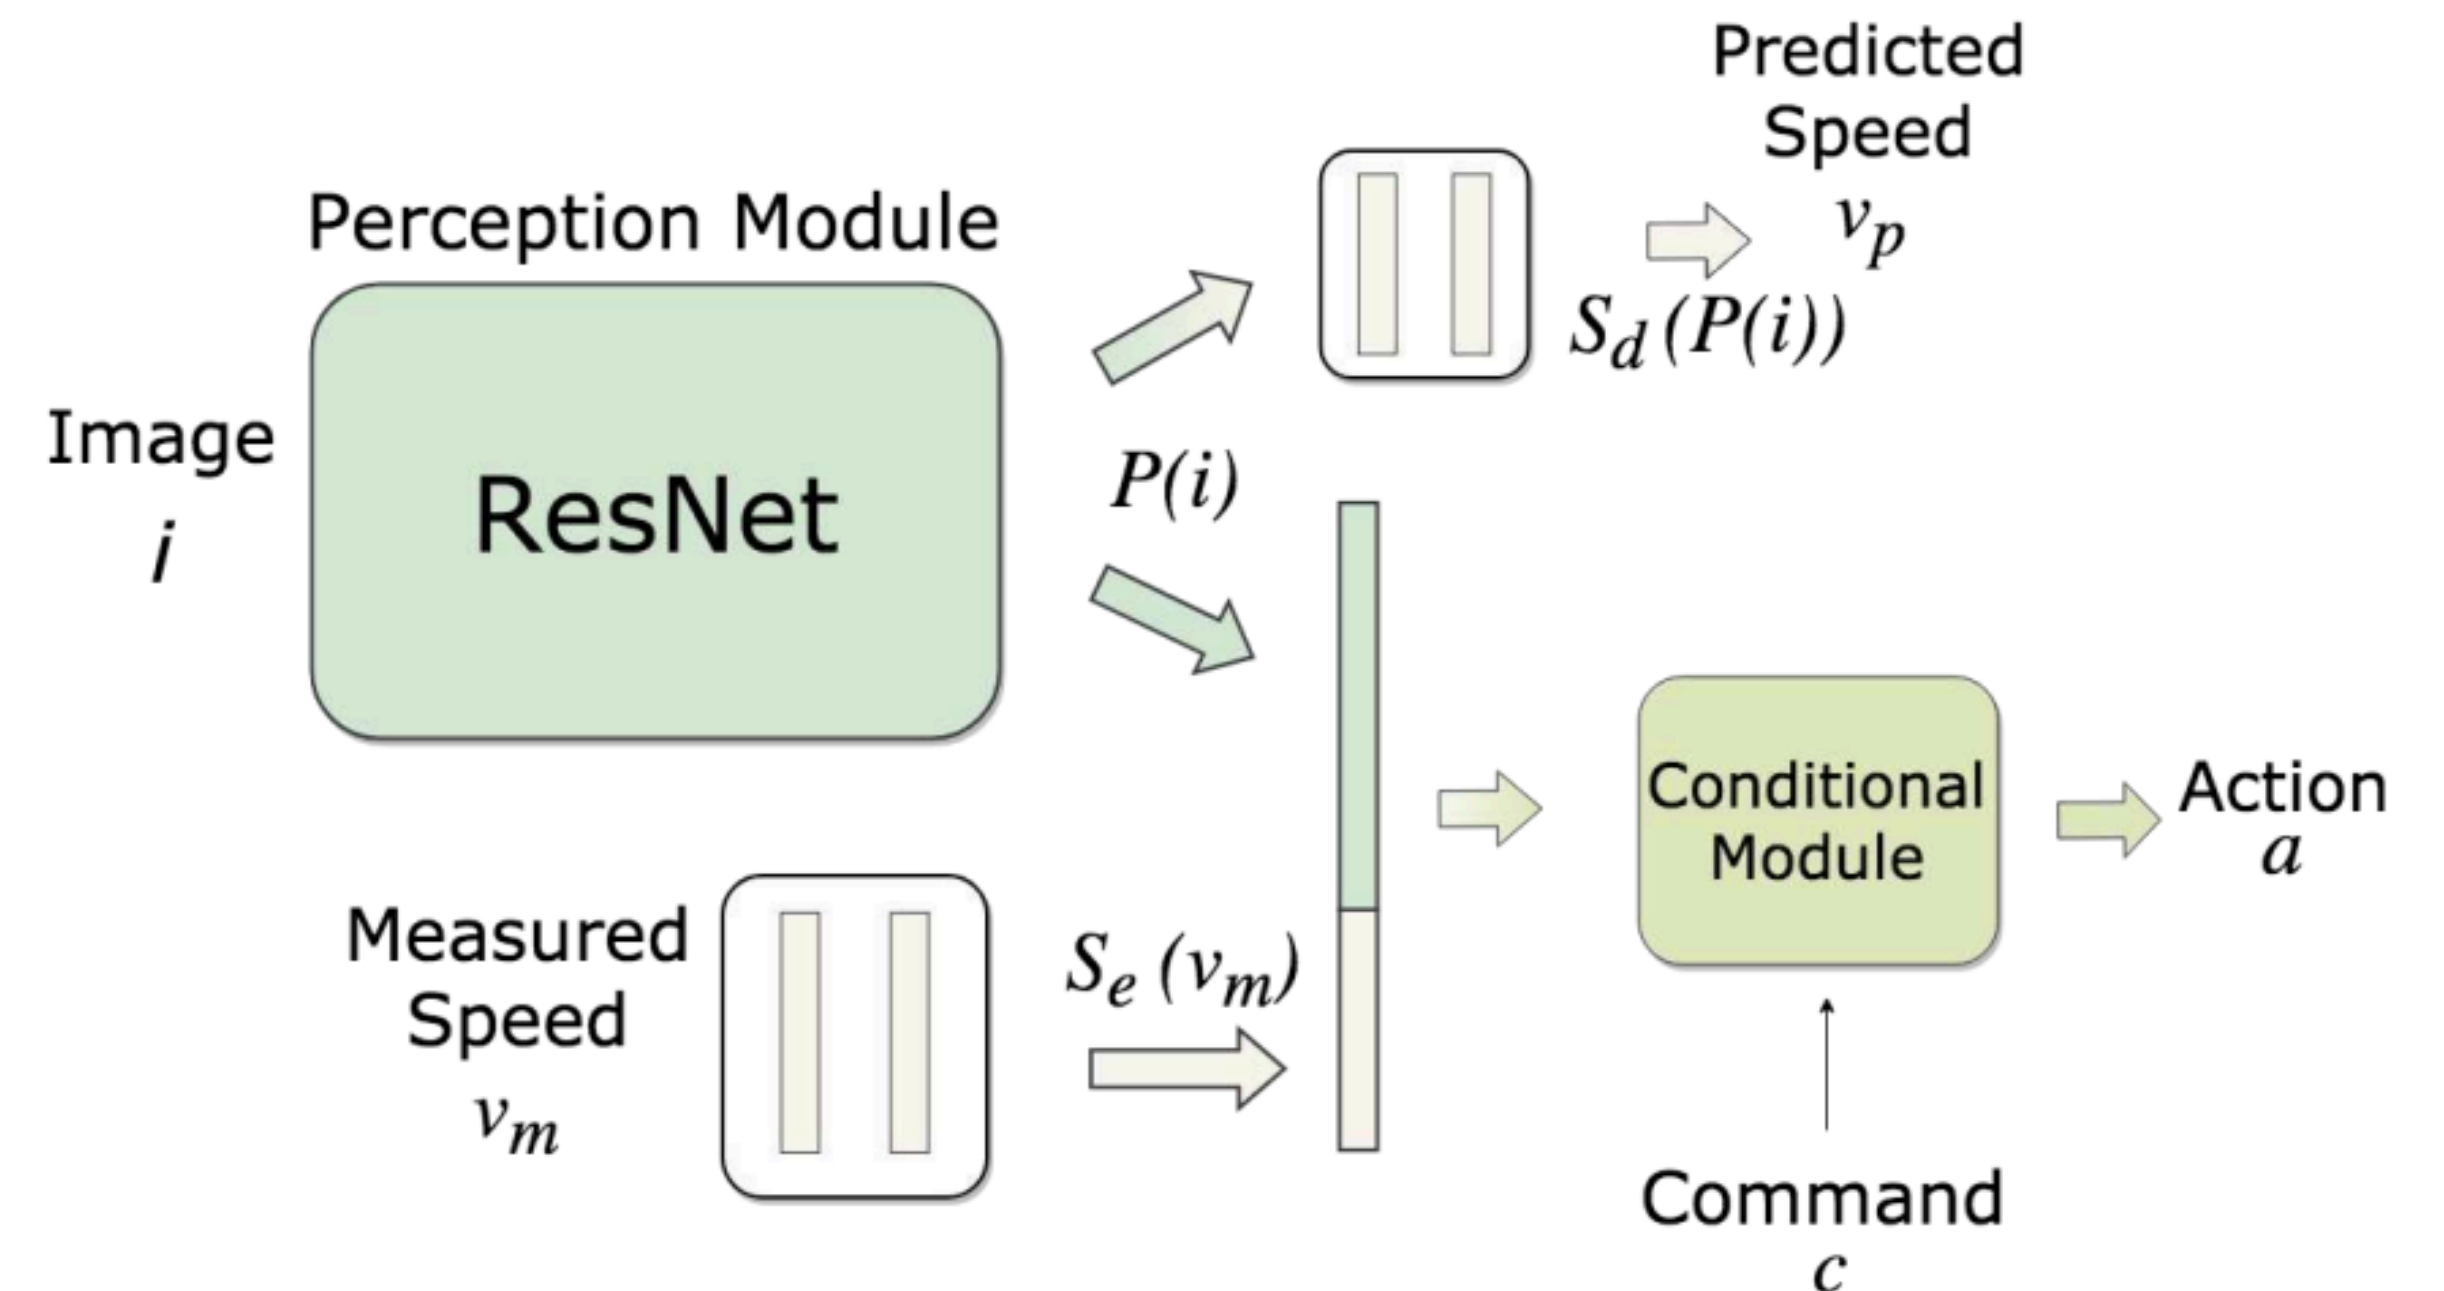 Predicted
Speed
v_p
Perception Module
S_d (P(i))
Image
i
ResNet
P(i)
Conditional
Module
Action
a
Measured
Speed
v_m
S_e (v_m)
Command
c